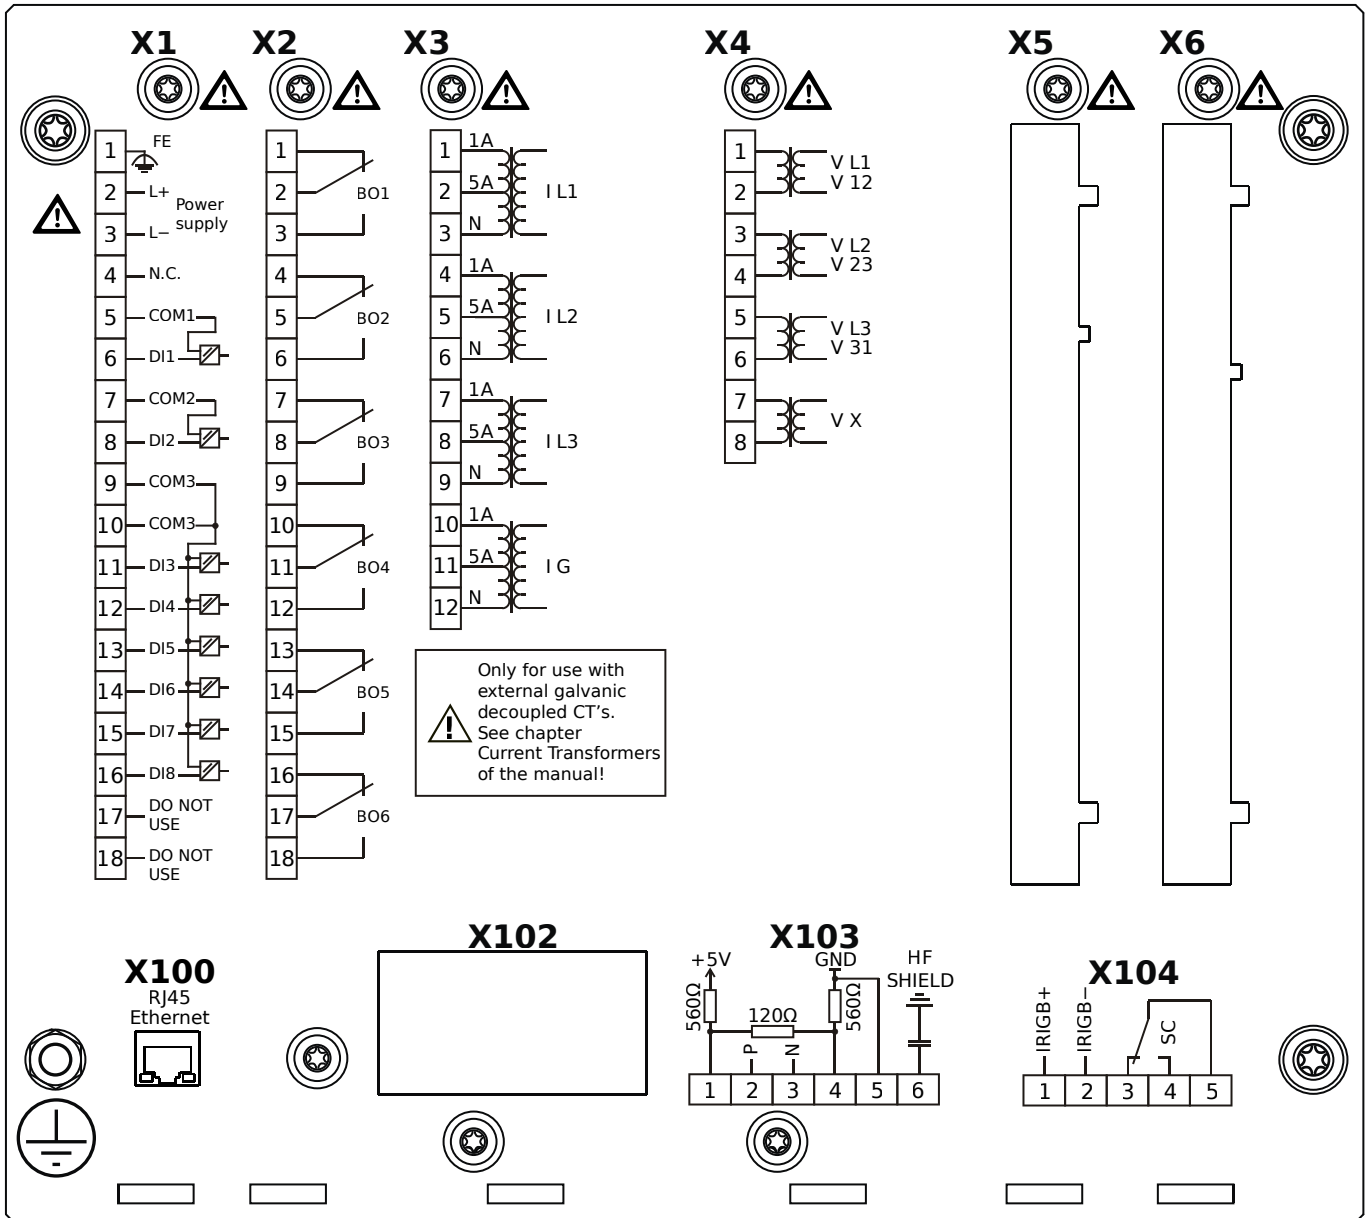 X1
X2
X3
X4
X5
X6
1
FE
2
L+
Power
supply
3
L−
4
N.C.
5
COM1
6
DI1
7
COM2
8
DI2
9
COM3
10
COM3
11
DI3
12
DI4
13
DI5
14
DI6
15
DI7
16
DI8
17
DO NOT
USE
18
DO NOT
USE
1
2
BO1
3
4
5
BO2
6
7
8
BO3
9
10
11
BO4
12
13
14
BO5
15
16
17
BO6
18
1
1A
2
5A
I L1
3
N
4
1A
5
5A
I L2
6
N
7
1A
8
5A
I L3
9
N
10
1A
11
5A
I G
12
N
Only for use with
external galvanic
decoupled CT's.
See chapter
Current Transformers
of the manual!
1
V L1
2
V 12
3
V L2
4
V 23
5
V L3
6
V 31
7
V X
8
X100
RJ45
Ethernet
X102
X103
+5V
GND
HF
SHIELD
560Ω
120Ω
560Ω
P
N
1 2 3 4 5 6
X104
IRIGB+
IRIGB−
SC
1 2 3 4 5